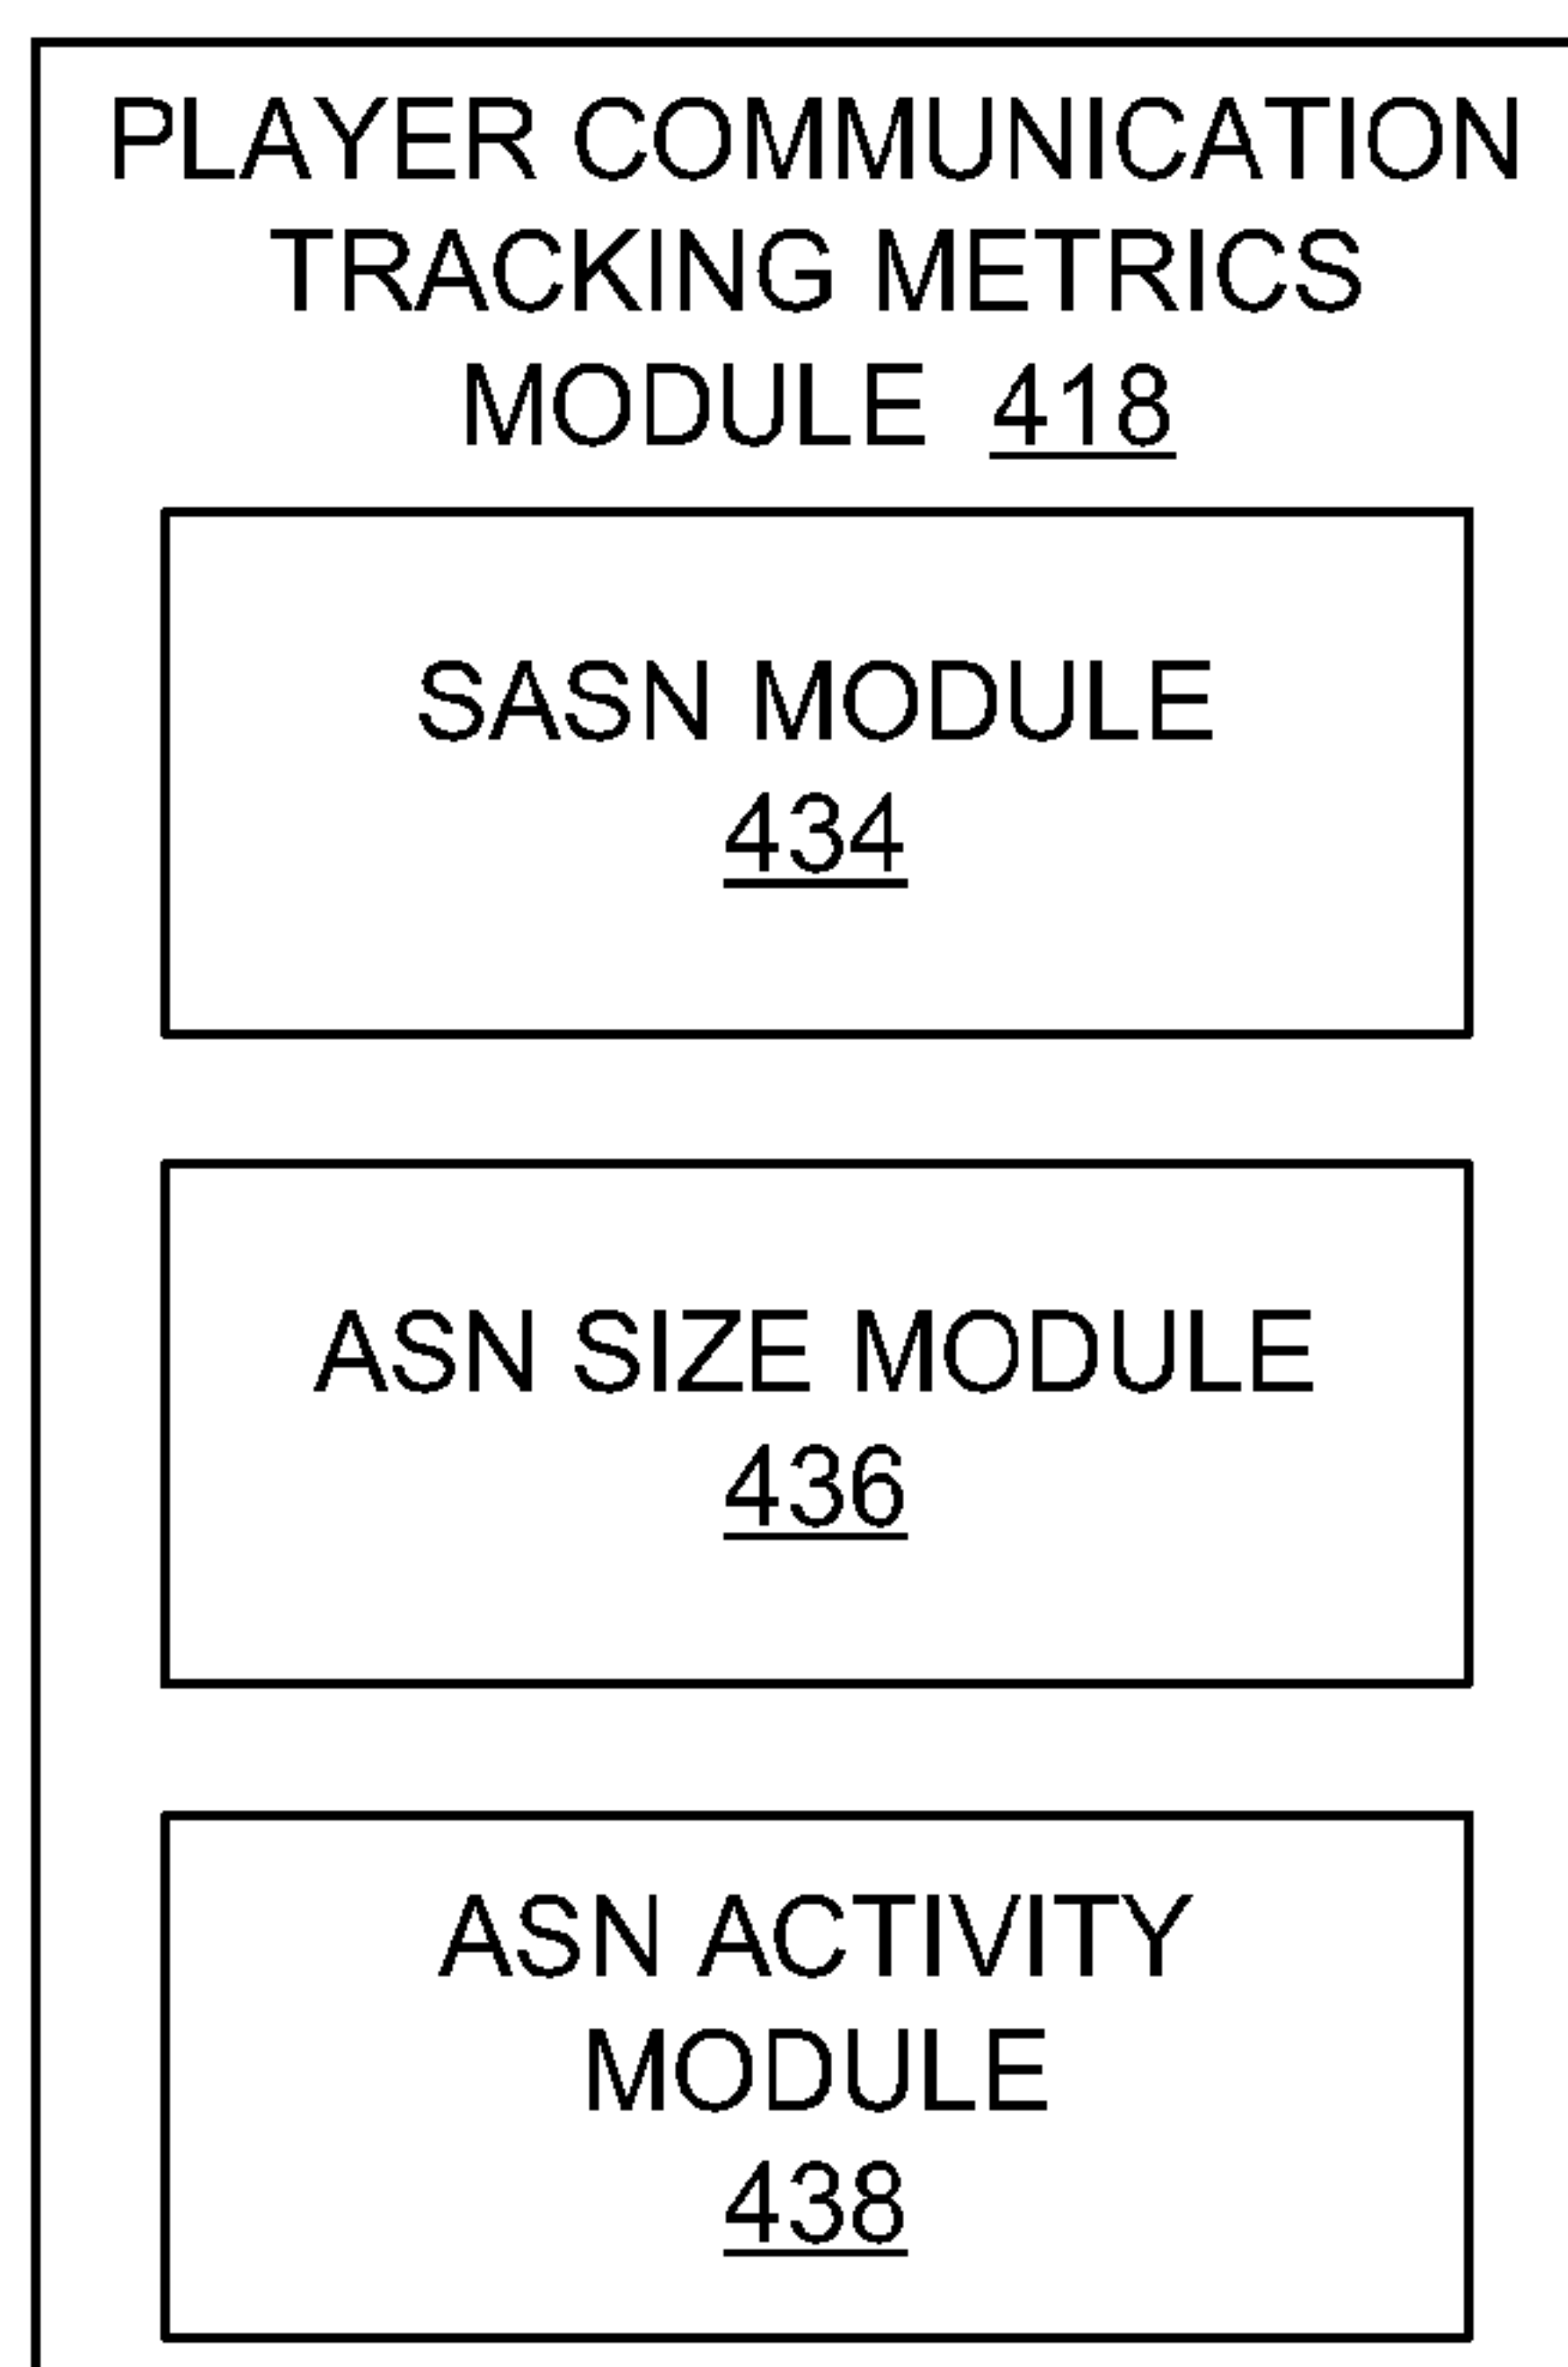 PLAYER COMMUNICATION
TRACKING METRICS
MODULE 418
SASN MODULE
434
ASN SIZE MODULE
436
ASN ACTIVITY
MODULE
438